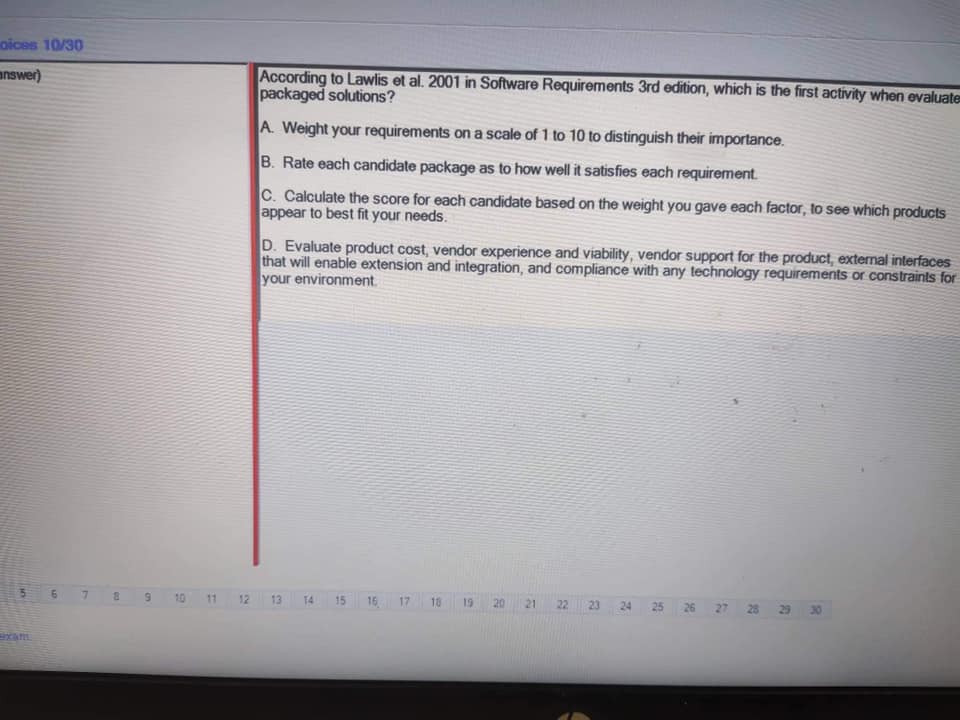 oices 10/30
answer)
According to Lawlis et al. 2001 in Software Requirements 3rd edition, which is the first activity when evaluate
packaged solutions?
A. Weight your requirements on a scale of 1 to 10 to distinguish their importance.
B. Rate each candidate package as to how well it satisfies each requirement.
C. Calculate the score for each candidate based on the weight you gave each factor, to see which products
appear to best fit your needs.
D. Evaluate product cost, vendor experience and viability, vendor support for the product, external interfaces
that will enable extension and integration, and compliance with any technology requirements or constraints for
your environment.
5 6 7 8 9 10 11 12 13 14 15 16 17 18 19 20 21 22 23 24 25 26 27 28 29 30
exam.